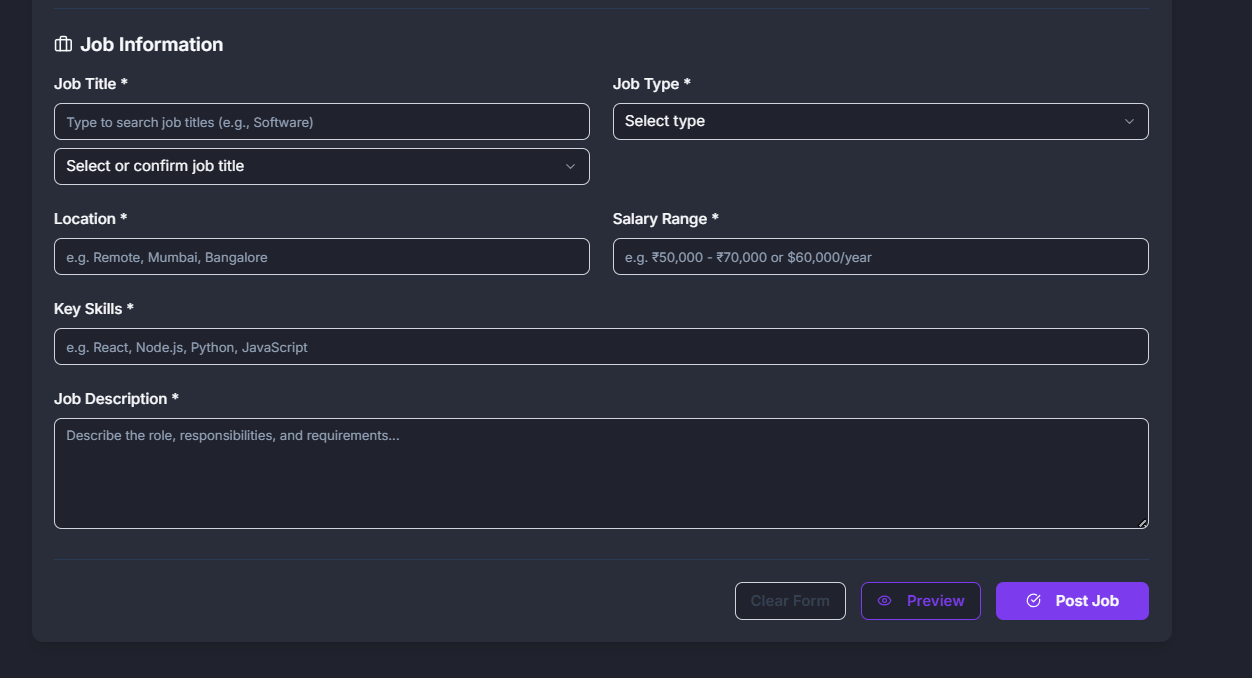 Job Information
Job Title *
Job Type *
Type to search job titles (e.g., Software)
Select type
Select or confirm job title
Location *
Salary Range *
e.g. Remote, Mumbai, Bangalore
e.g. ₹50,000 - ₹70,000 or $60,000/year
Key Skills *
e.g. React, Node.js, Python, JavaScript
Job Description *
Describe the role, responsibilities, and requirements...
Clear Form
Preview
Post Job